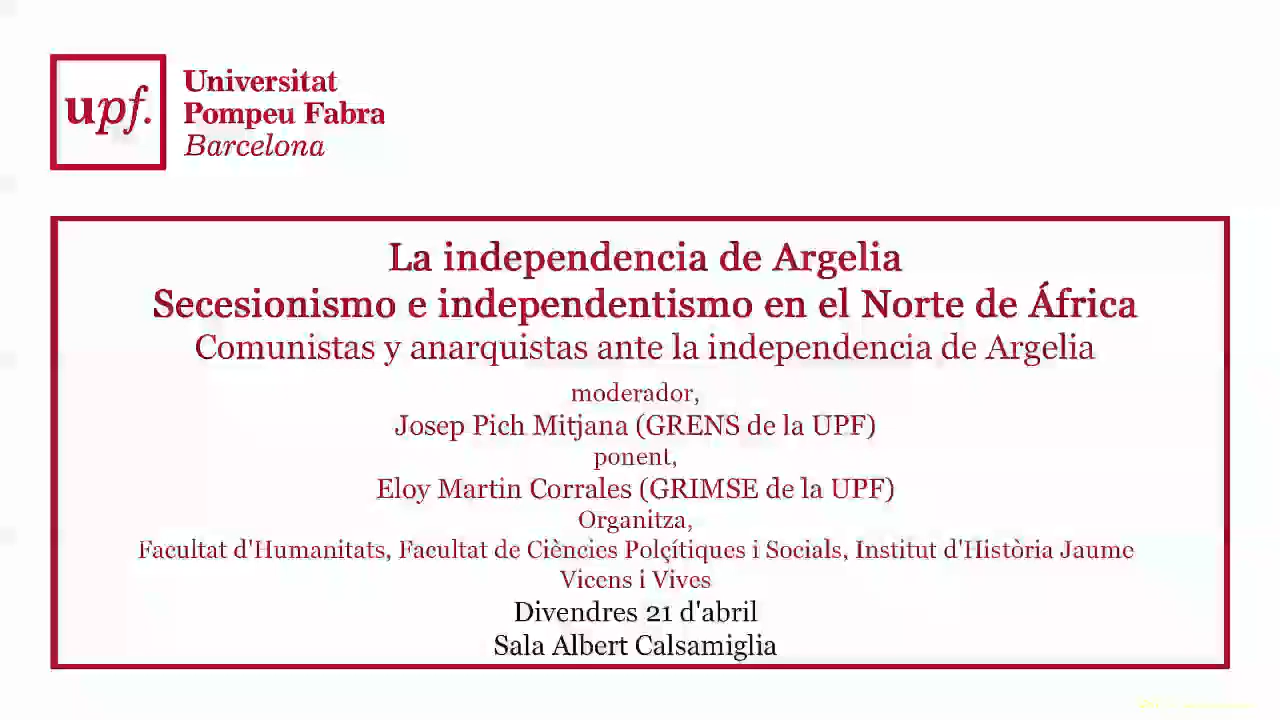 upf.
Universitat
Pompeu Fabra
Barcelona
La independencia de Argelia
Secesionismo e independentismo en el Norte de África
Comunistas y anarquistas ante la independencia de Argelia
moderador,
Josep Pich Mitjana (GRENS de la UPF)
ponent,
Eloy Martin Corrales (GRIMSE de la UPF)
Organitza,
Facultat d'Humanitats, Facultat de Ciències Polçítiques i Socials, Institut d'Història Jaume
Vicens i Vives
Divendres 21 d'abril
Sala Albert Calsamiglia